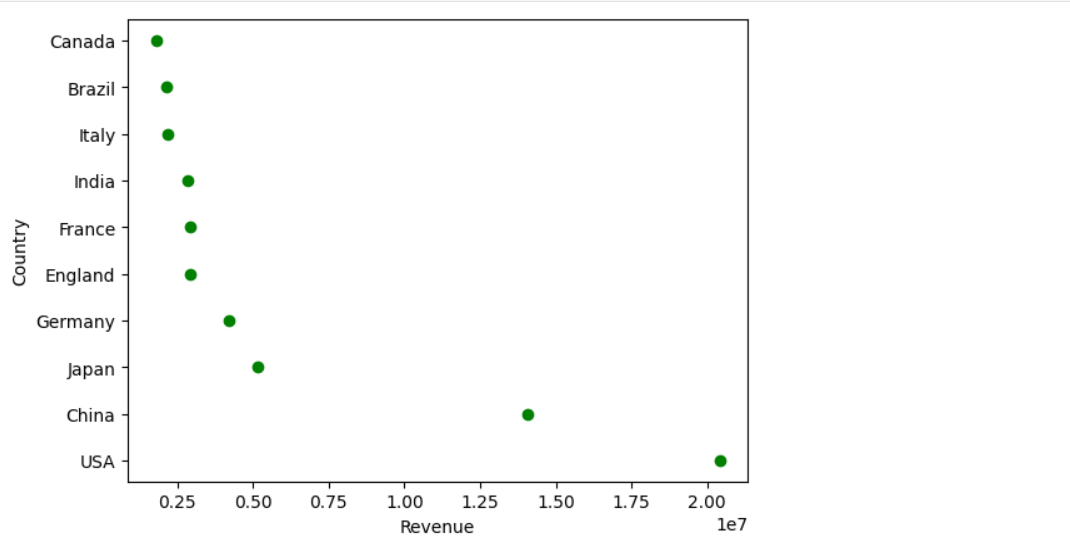 Canada
Brazil
Italy
India
France
England
Germany
Japan
China
USA
Country
0.25 0.50 0.75 1.00 1.25 1.50 1.75 2.00
1e7
Revenue